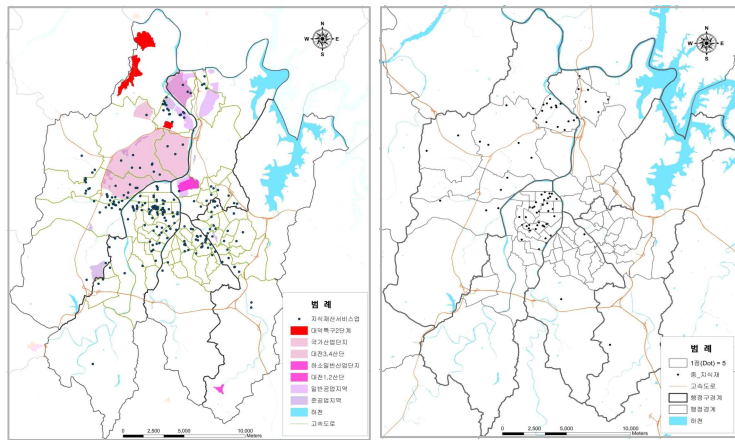 N
W E
S
범 례
지식재산서비스업
대덕특구2단계
국가산업단지
대전3,4산단
하소일반산업단지
대전1,2산단
일반공업지역
준공업지역
하천
고속도로
0 2,500 5,000 10,000
Meters
N
W E
S
범 례
1점(Dot) = 5
총_지식재
고속도로
행정구경계
행정경계
하천
0 2,500 5,000 10,000
Meters